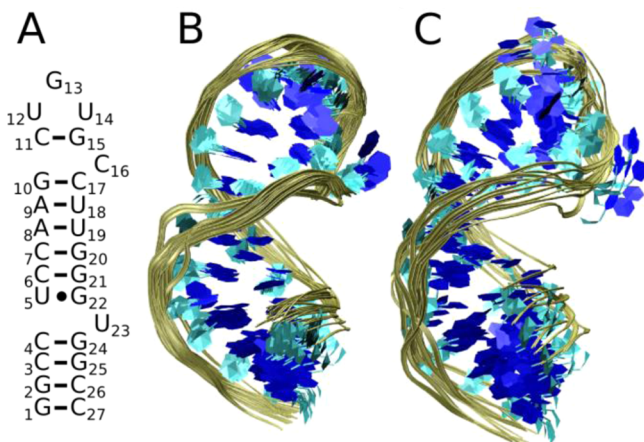 A B C
G13
12U U14
11C–G15
C16
10G–C17
9A–U18
8A–U19
7C–G20
6C–G21
5U•G22
U23
4C–G24
3C–G25
2G–C26
1G–C27